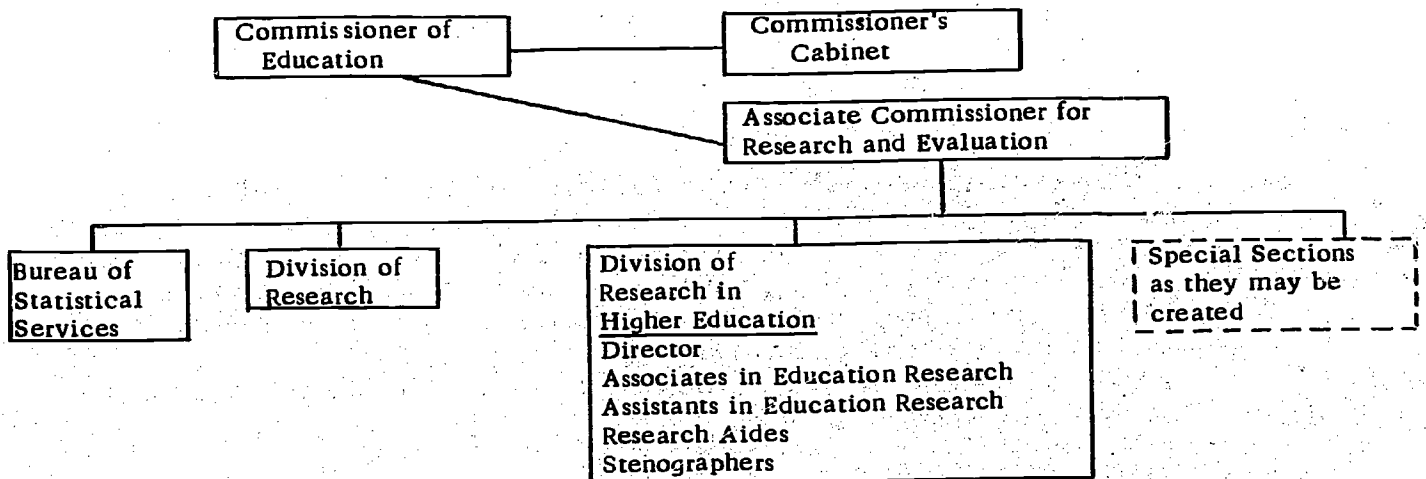 Commissioner of
Education
Commissioner's
Cabinet
Associate Commissioner for
Research and Evaluation
Bureau of
Statistical
Services
Division of
Research
Division of
Research in
Higher Education
Director
Associates in Education Research
Assistants in Education Research
Research Aides
Stenographers
Special Sections
as they may be
created